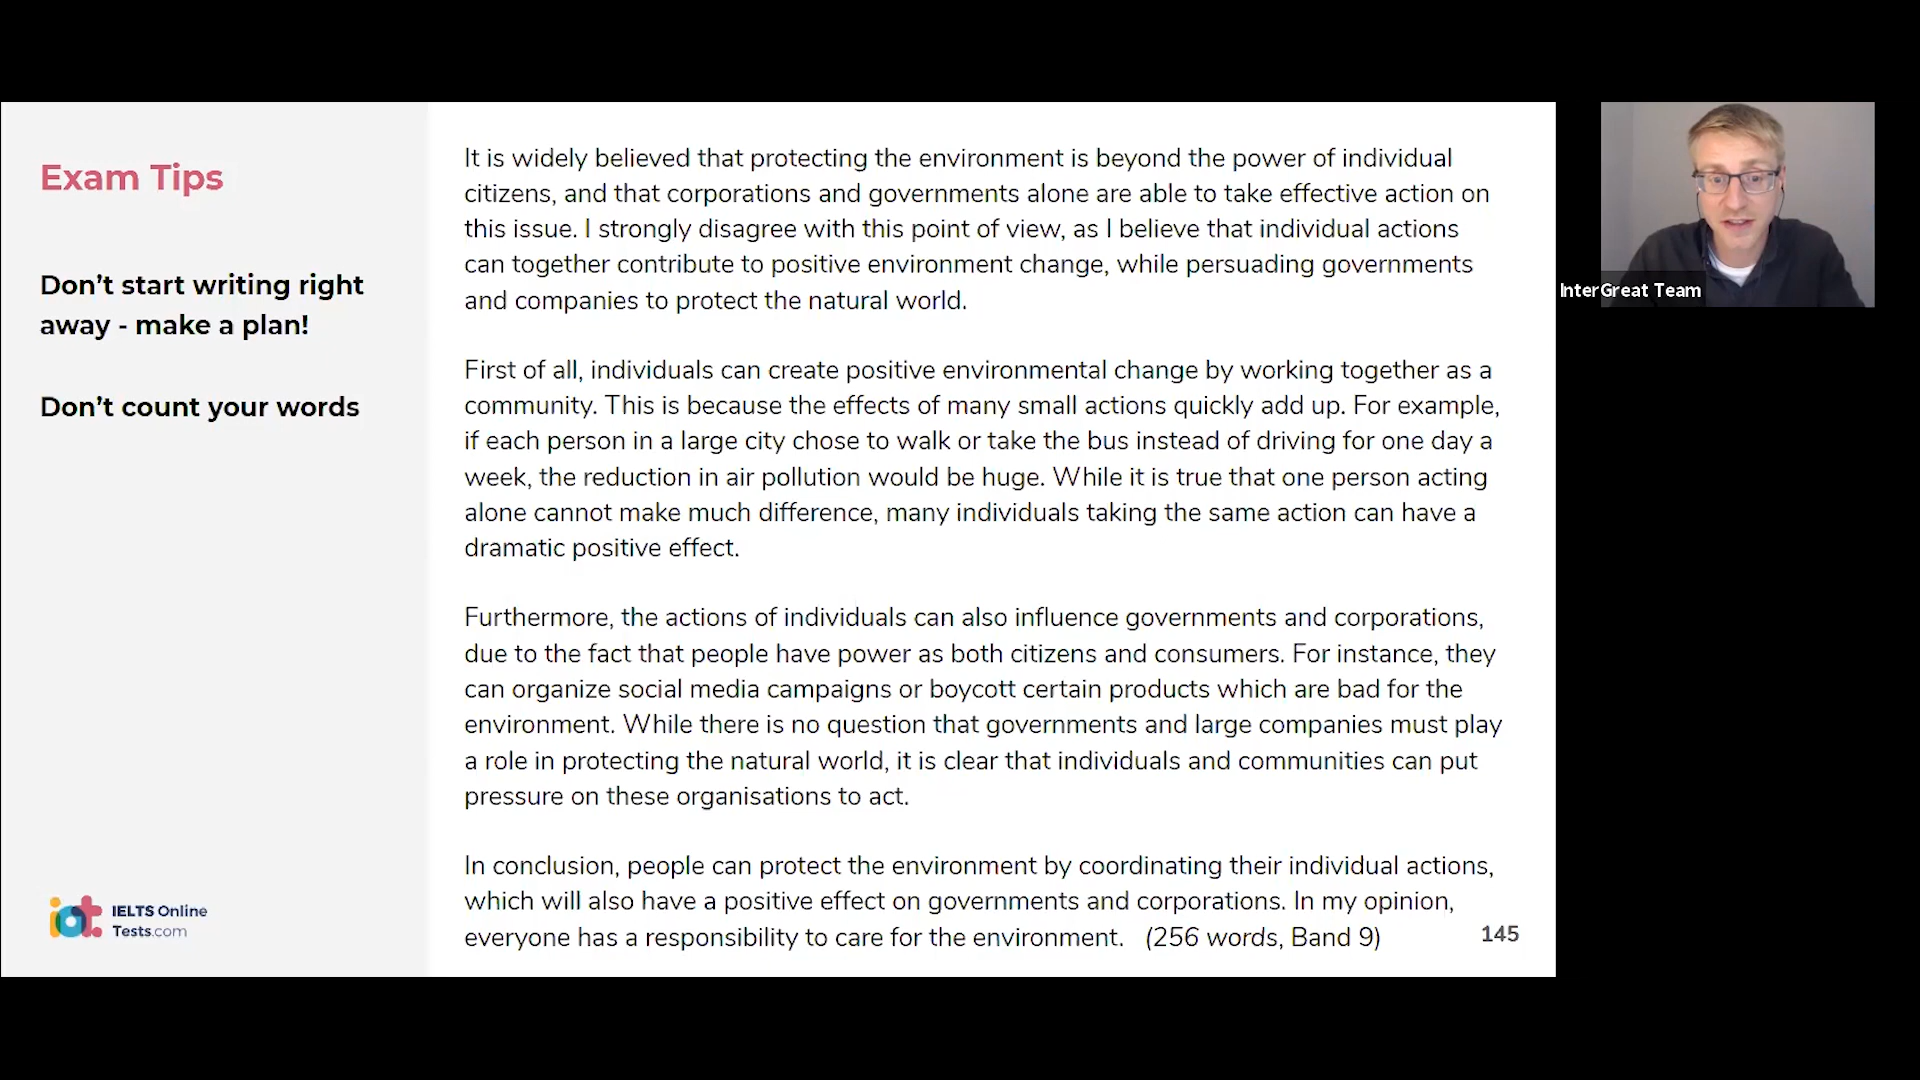 Exam Tips
Don't start writing right
away - make a plan!
Don't count your words
It is widely believed that protecting the environment is beyond the power of individual
citizens, and that corporations and governments alone are able to take effective action on
this issue. I strongly disagree with this point of view, as I believe that individual actions
can together contribute to positive environment change, while persuading governments
and companies to protect the natural world.
First of all, individuals can create positive environmental change by working together as a
community. This is because the effects of many small actions quickly add up. For example,
if each person in a large city chose to walk or take the bus instead of driving for one day a
week, the reduction in air pollution would be huge. While it is true that one person acting
alone cannot make much difference, many individuals taking the same action can have a
dramatic positive effect.
Furthermore, the actions of individuals can also influence governments and corporations,
due to the fact that people have power as both citizens and consumers. For instance, they
can organize social media campaigns or boycott certain products which are bad for the
environment. While there is no question that governments and large companies must play
a role in protecting the natural world, it is clear that individuals and communities can put
pressure on these organisations to act.
In conclusion, people can protect the environment by coordinating their individual actions,
which will also have a positive effect on governments and corporations. In my opinion,
everyone has a responsibility to care for the environment. (256 words, Band 9)
145
iot IELTS Online
Tests.com
InterGreat Team